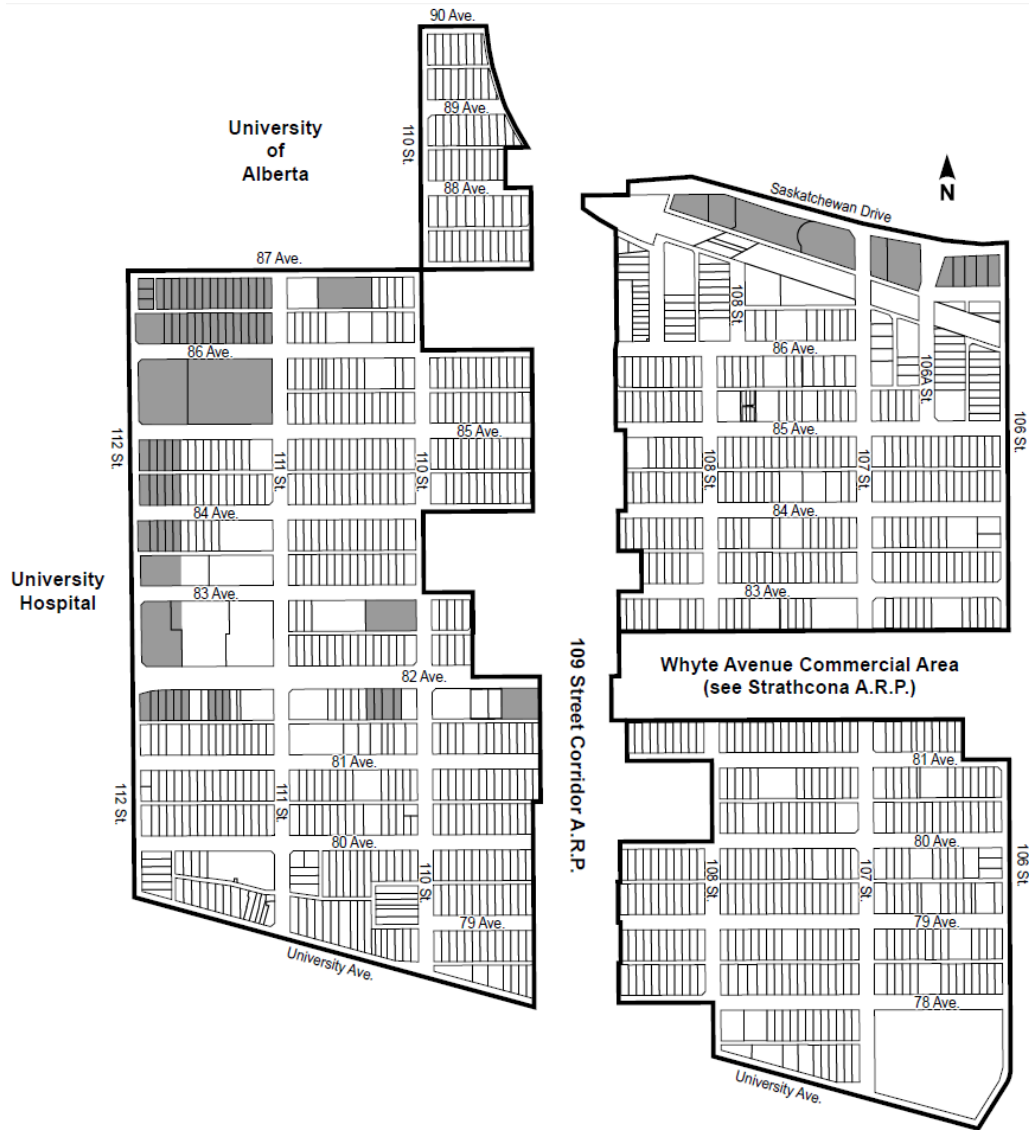 90 Ave.
89 Ave.
University
of
Alberta
110 St.
N
88 Ave.
Saskatchewan Drive
87 Ave.
108 St.
86 Ave.
86 Ave.
106A St.
106 St.
112 St.
85 Ave.
85 Ave.
111 St.
110 St.
108 St.
107 St.
84 Ave.
84 Ave.
University
Hospital
83 Ave.
83 Ave.
109 Street Corridor A.R.P.
Whyte Avenue Commercial Area
(see Strathcona A.R.P.)
82 Ave.
81 Ave.
81 Ave.
112 St.
111 St.
80 Ave.
80 Ave.
110 St.
108 St.
107 St.
106 St.
79 Ave.
79 Ave.
University Ave.
78 Ave.
University Ave.